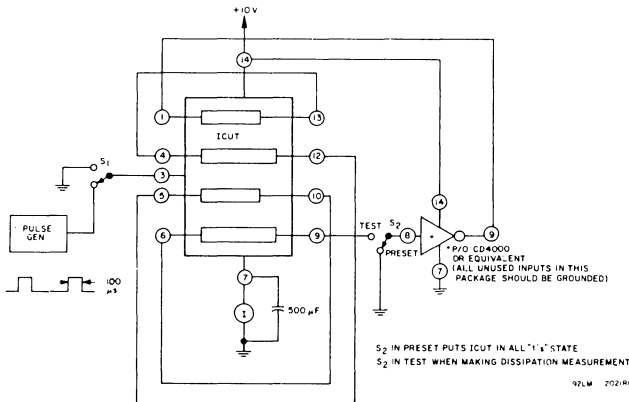 +10V
14
1
13
ICUT
4
12
S1
3
5
10
PULSE
GEN
6
9
TEST
S2
8
PRESET
14
*
9
7
*P/O CD4000
OR EQUIVALENT
(ALL UNUSED INPUTS IN THIS
PACKAGE SHOULD BE GROUNDED)
100
μs
7
I
500 μF
S2 IN PRESET PUTS ICUT IN ALL "1's" STATE
S2 IN TEST WHEN MAKING DISSIPATION MEASUREMENT
92LM